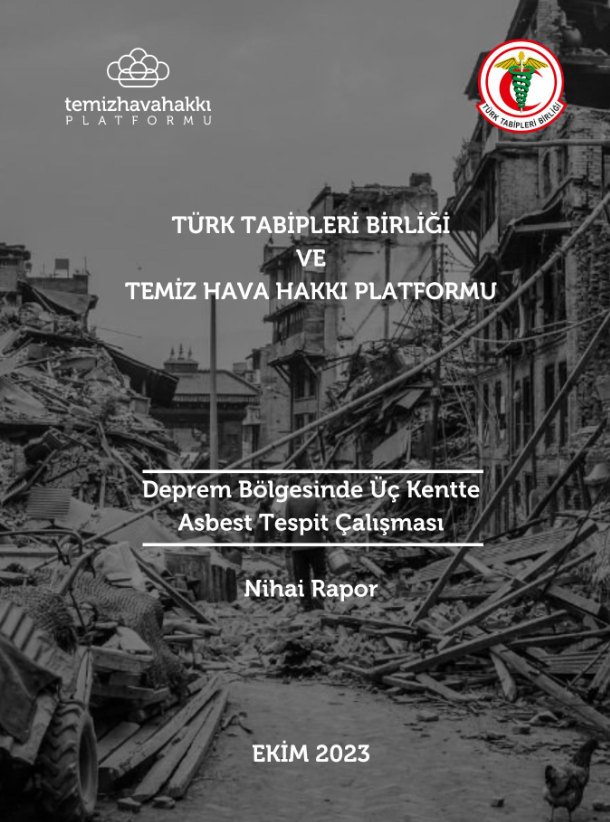 temizhavahakkı
PLATFORMU
TÜRK TABİPLERİ BİRLİĞİ
TÜRK TABİPLERİ BİRLİĞİ
VE
TEMİZ HAVA HAKKI PLATFORMU
Deprem Bölgesinde Üç Kentte
Asbest Tespit Çalışması
Nihai Rapor
EKİM 2023